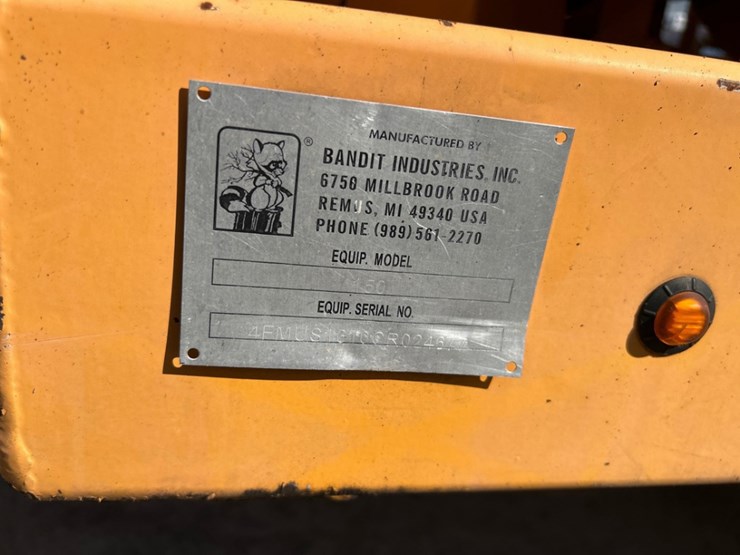 MANUFACTURED BY
BANDIT INDUSTRIES, INC.
6750 MILLBROOK ROAD
REMUS, MI 49340 USA
PHONE (989) 561-2270
®
EQUIP. MODEL
EQUIP. SERIAL NO.